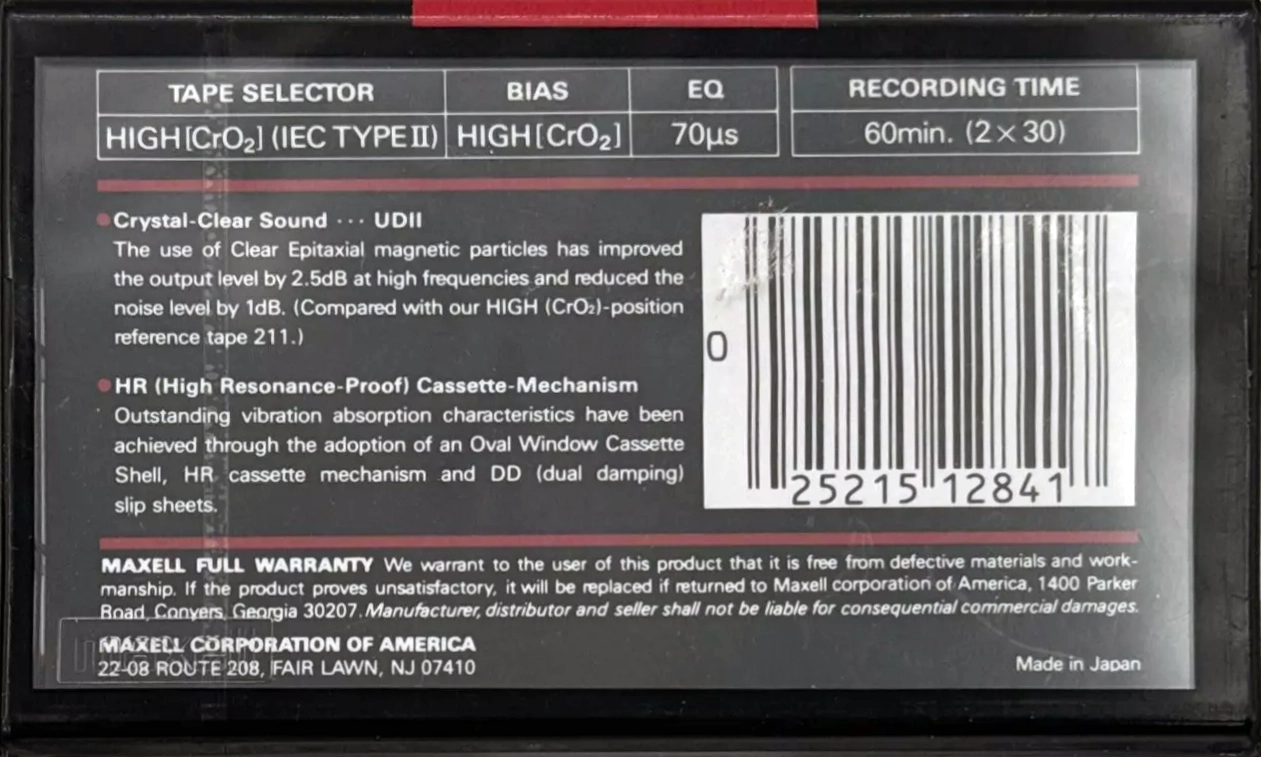 TAPE SELECTOR BIAS EQ RECORDING TIME
HIGH [CrO₂] (IEC TYPE II) HIGH [CrO₂] 70µs 60min. (2 × 30)
● Crystal-Clear Sound ··· UDII
The use of Clear Epitaxial magnetic particles has improved
the output level by 2.5dB at high frequencies and reduced the
noise level by 1dB. (Compared with our HIGH (CrO₂)-position
reference tape 211.)
● HR (High Resonance-Proof) Cassette-Mechanism
Outstanding vibration absorption characteristics have been
achieved through the adoption of an Oval Window Cassette
Shell, HR cassette mechanism and DD (dual damping)
slip sheets.
0 25215 12841
MAXELL FULL WARRANTY We warrant to the user of this product that it is free from defective materials and work-
manship. If the product proves unsatisfactory, it will be replaced if returned to Maxell corporation of America, 1400 Parker
Road, Conyers, Georgia 30207. Manufacturer, distributor and seller shall not be liable for consequential commercial damages.
maxell
MAXELL CORPORATION OF AMERICA
22-08 ROUTE 208, FAIR LAWN, NJ 07410
Made in Japan